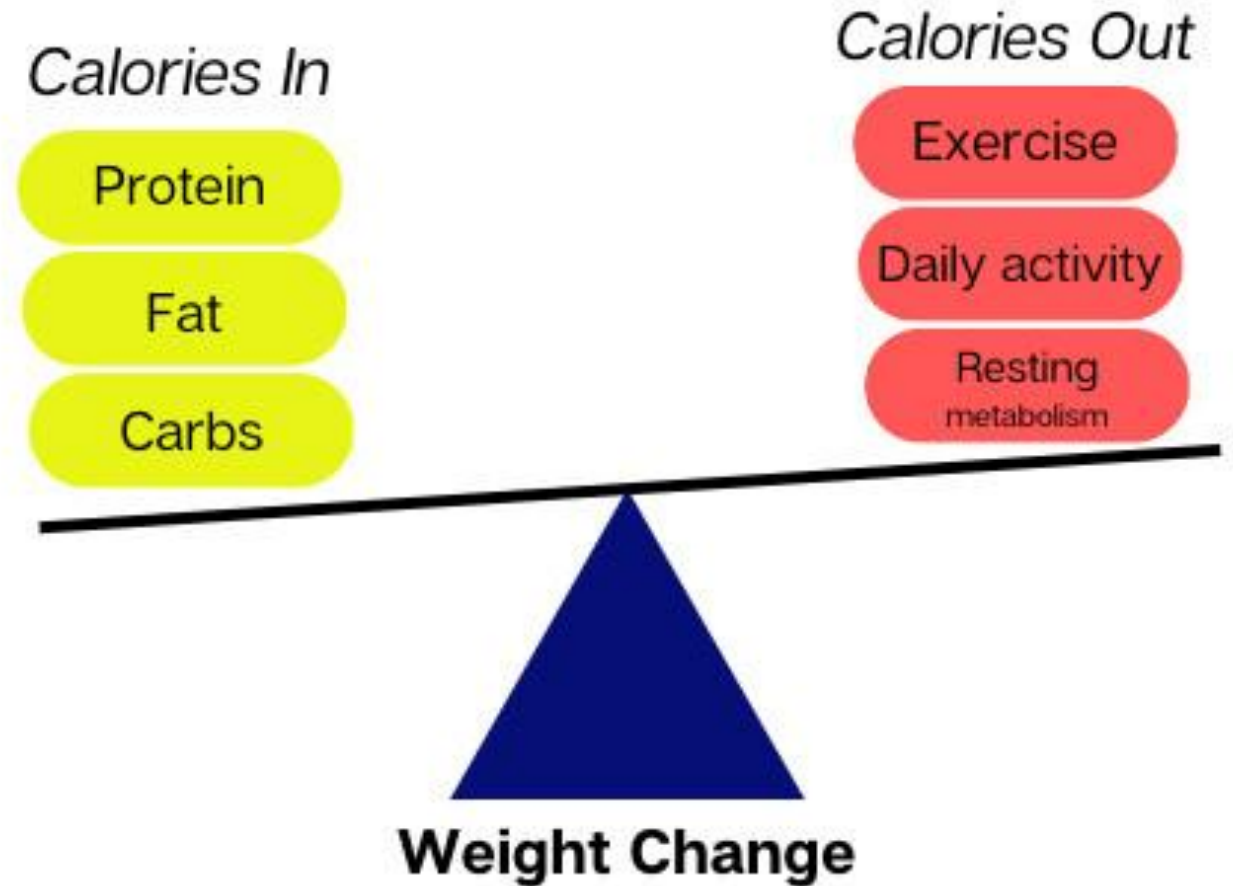 Calories In
Protein
Fat
Carbs
Calories Out
Exercise
Daily activity
Resting
metabolism
Weight Change